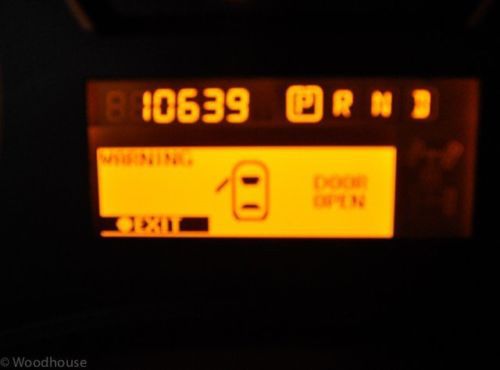 10639 P R N D
WARNING
DOOR
OPEN
EXIT
© Woodhouse